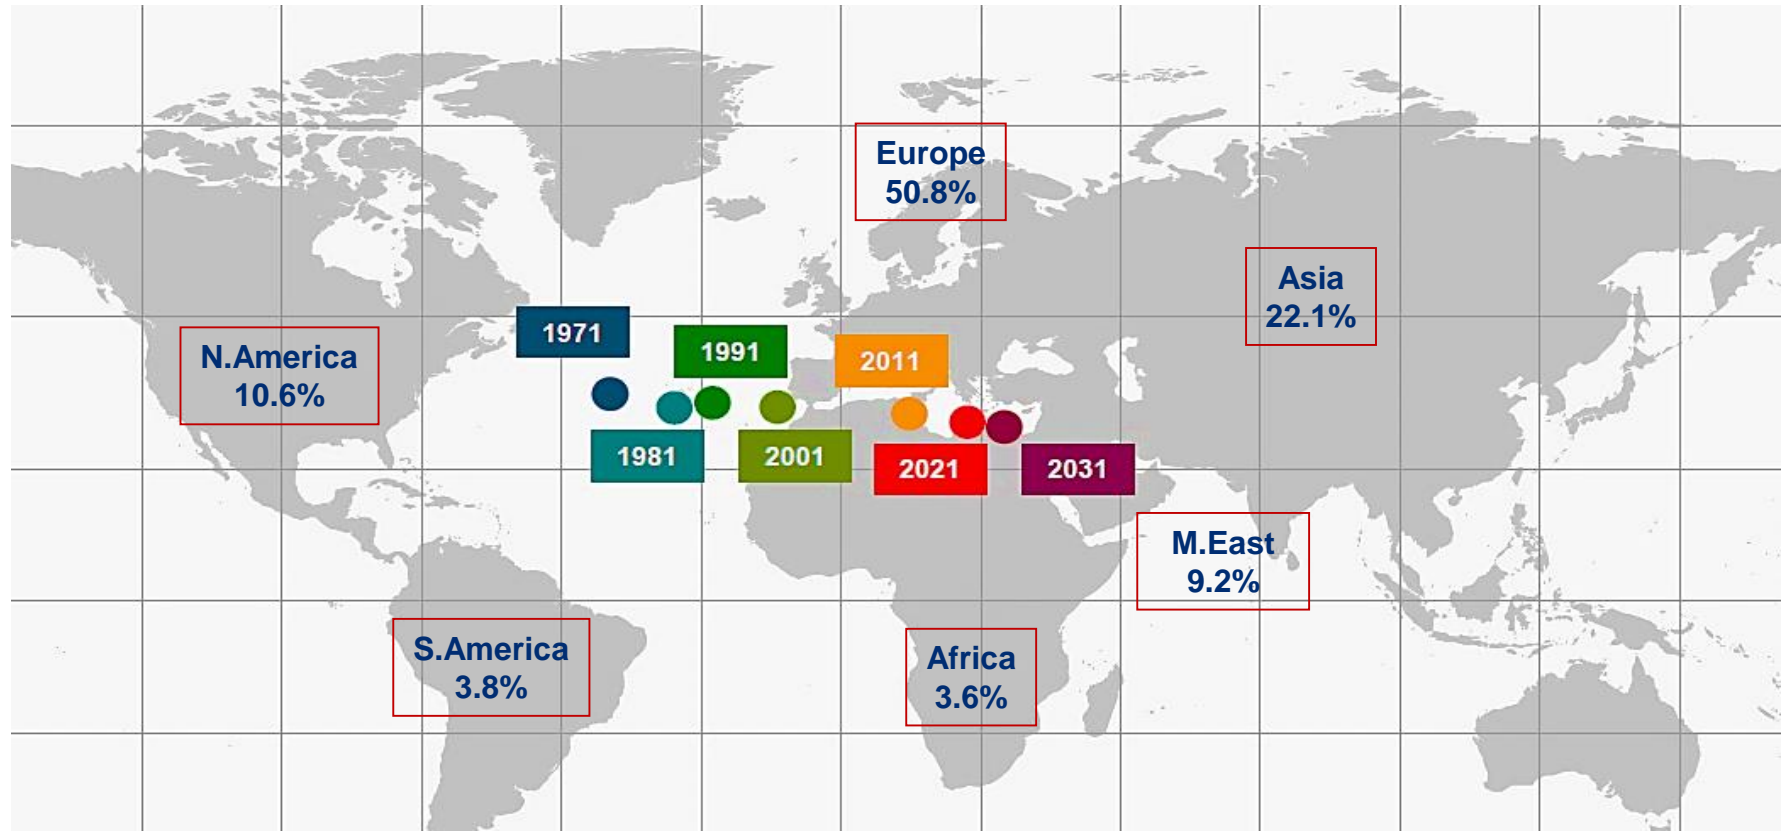 Europe
50.8%
Asia
22.1%
N.America
10.6%
1971
1991
2011
1981
2001
2021
2031
M.East
9.2%
S.America
3.8%
Africa
3.6%